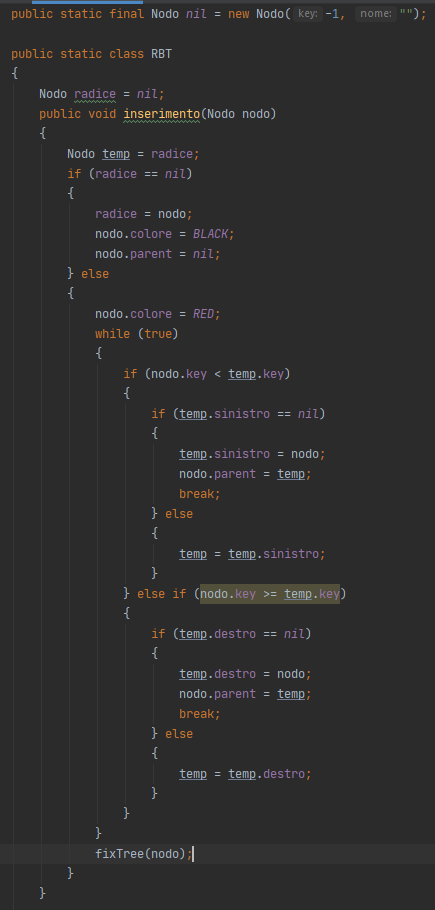 public static final Nodo nil = new Nodo( key: -1, nome: "");
public static class RBT
{
Nodo radice = nil;
public void inserimento(Nodo nodo)
{
Nodo temp = radice;
if (radice == nil)
{
radice = nodo;
nodo.colore = BLACK;
nodo.parent = nil;
} else
{
nodo.colore = RED;
while (true)
{
if (nodo.key < temp.key)
{
if (temp.sinistro == nil)
{
temp.sinistro = nodo;
nodo.parent = temp;
break;
} else
{
temp = temp.sinistro;
}
} else if (nodo.key >= temp.key)
{
if (temp.destro == nil)
{
temp.destro = nodo;
nodo.parent = temp;
break;
} else
{
temp = temp.destro;
}
}
}
fixTree(nodo);
}
}